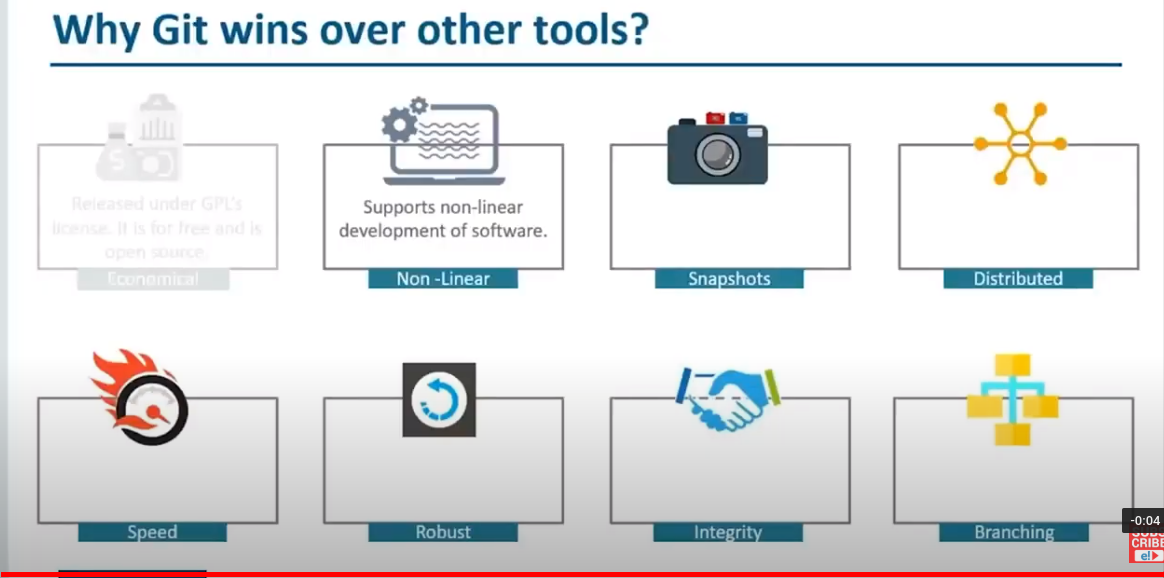 Why Git wins over other tools?
Released under GPL's
license. It is for free and is
open source.
Economical
Supports non-linear
development of software.
Non -Linear
Snapshots
Distributed
Speed
Robust
Integrity
Branching
-0:04
CRIBE
e!